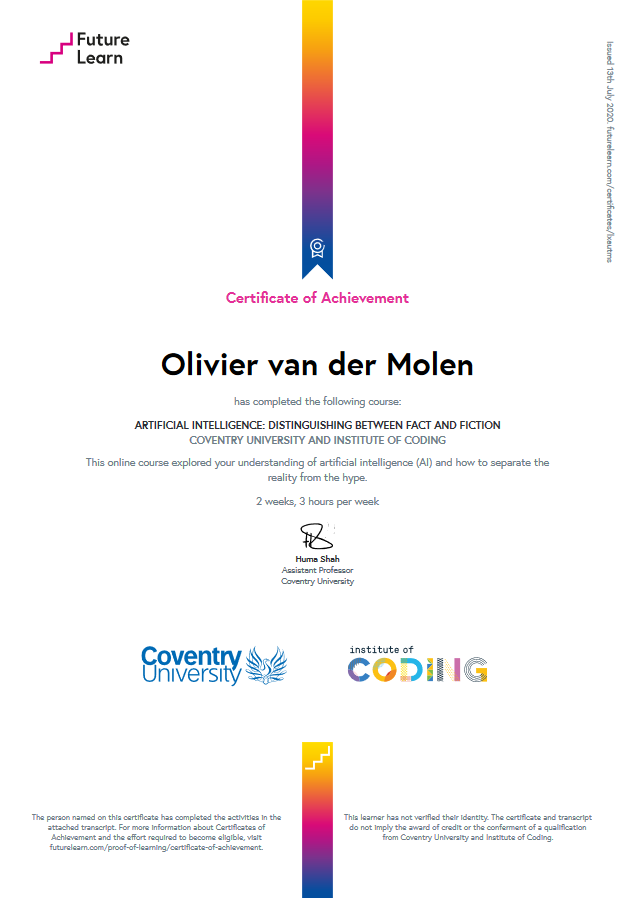 Future
Learn
Issued 13th July 2020. futurelearn.com/certificates/lxautms
Certificate of Achievement
Olivier van der Molen
has completed the following course:
ARTIFICIAL INTELLIGENCE: DISTINGUISHING BETWEEN FACT AND FICTION
COVENTRY UNIVERSITY AND INSTITUTE OF CODING
This online course explored your understanding of artificial intelligence (AI) and how to separate the
reality from the hype.
2 weeks, 3 hours per week
Huma Shah
Assistant Professor
Coventry University
Coventry
University
institute of
CODING
The person named on this certificate has completed the activities in the
attached transcript. For more information about Certificates of
Achievement and the effort required to become eligible, visit
futurelearn.com/proof-of-learning/certificate-of-achievement.
This learner has not verified their identity. The certificate and transcript
do not imply the award of credit or the conferment of a qualification
from Coventry University and Institute of Coding.